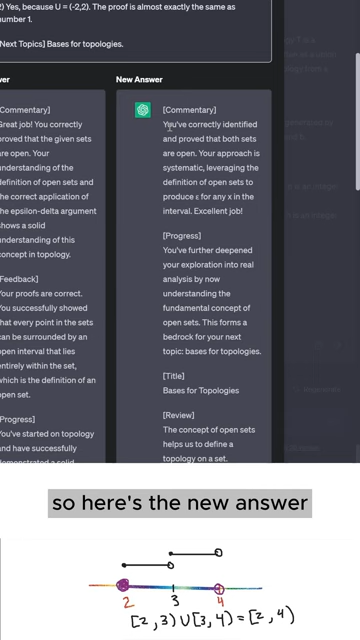 2) Yes, because U = (-2,2). The proof is almost exactly the same as
number 1.
Next Topics] Bases for topologies.
New Answer
Commentary]
Great job! You correctly
proved that the given sets
are open. Your
understanding of the
definition of open sets and
the correct application of
the epsilon-delta argument
shows a solid
understanding of this
concept in topology.
Feedback]
Your proofs are correct.
You successfully showed
that every point in the sets
can be surrounded by an
open interval that lies
entirely within the set,
which is the definition of an
open set.
Progress]
You've started on topology
and have successfully
demonstrated a solid
[Commentary]
You've correctly identified
and proved that both sets
are open. Your approach is
systematic, leveraging the
definition of open sets to
produce ε for any x in the
interval. Excellent job!
[Progress]
You've further deepened
your exploration into real
analysis by now
understanding the
fundamental concept of
open sets. This forms a
bedrock for your next
topic: bases for topologies.
[Title]
Bases for Topologies
[Review]
The concept of open sets
helps us to define a
topology on a set.
so here's the new answer
2 3 4
[2,3) ∪ [3,4) = [2,4)